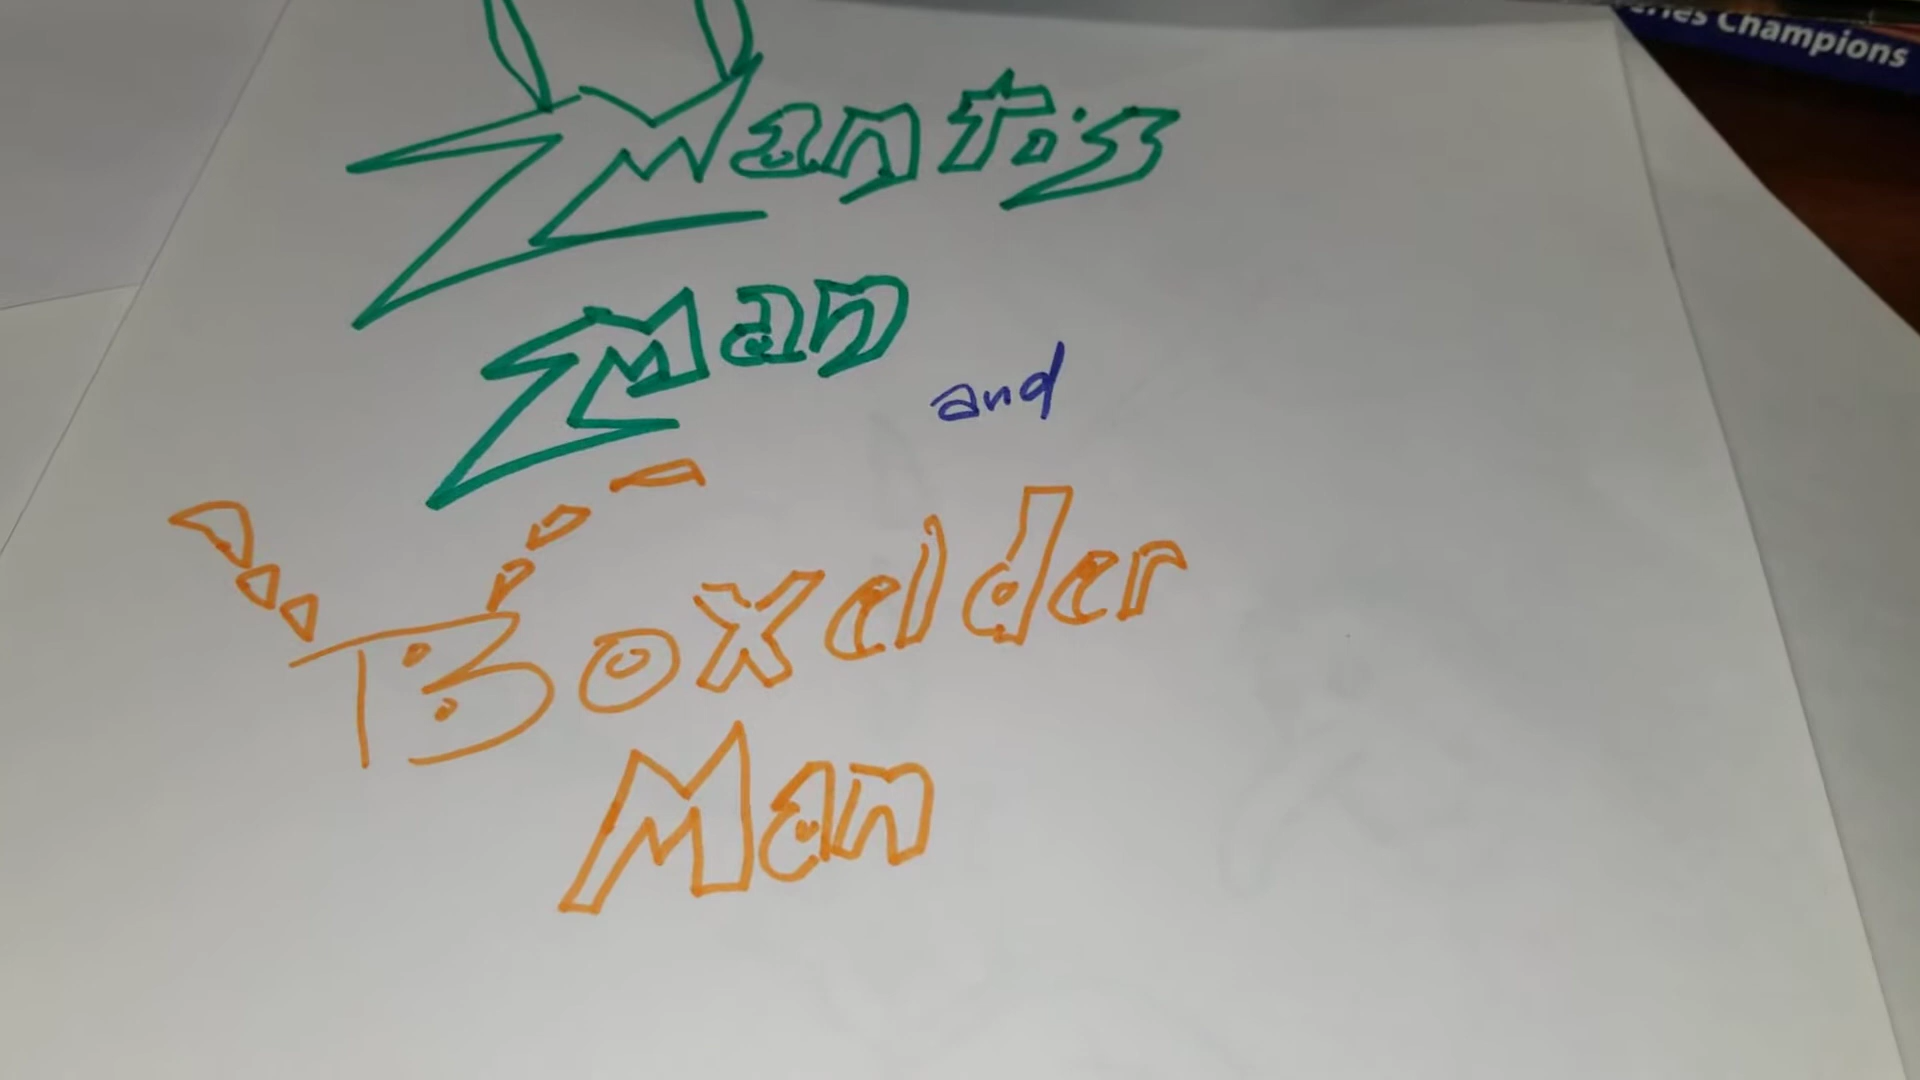 Champions
Mantis
Man
and
Boxelder
Man